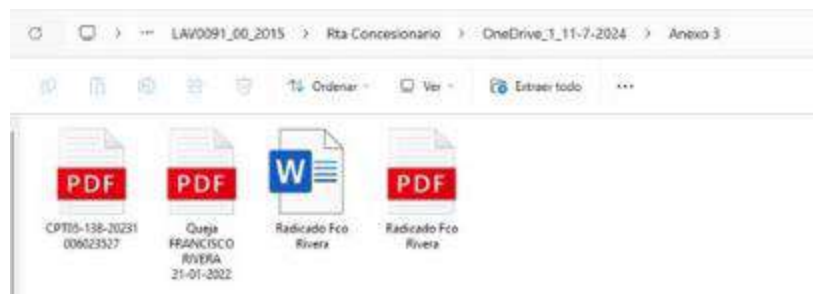 LAV0091_00_2015 > Rta Concesionario > OneDrive_1_11-7-2024 > Anexo 3
Ordenar Ver Extraer todo ...
PDF PDF W PDF
CPT05-138-20231
006023527
Queja
FRANCISCO
RIVERA
21-01-2022
Radicado Fco
Rivera
Radicado Fco
Rivera